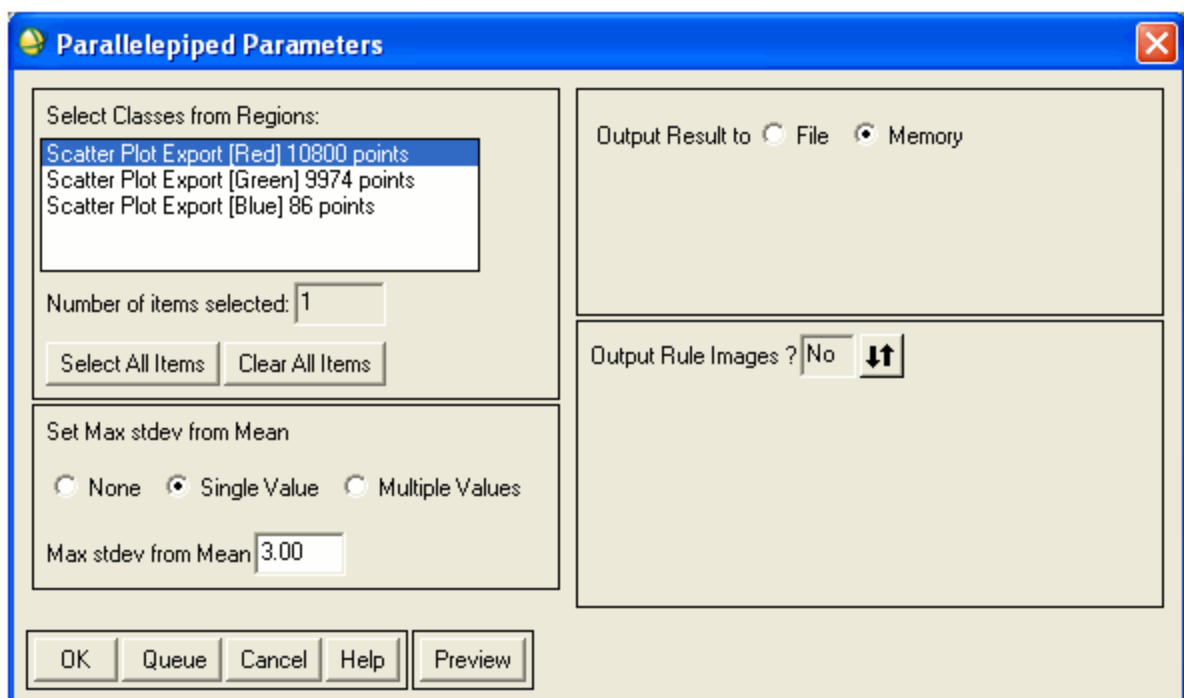 Parallelepiped Parameters
Select Classes from Regions:
Scatter Plot Export [Red] 10800 points
Scatter Plot Export [Green] 9974 points
Scatter Plot Export [Blue] 86 points
Number of items selected: 1
Select All Items Clear All Items
Set Max stdev from Mean
None Single Value Multiple Values
Max stdev from Mean 3.00
Output Result to File Memory
Output Rule Images ? No
OK Queue Cancel Help Preview